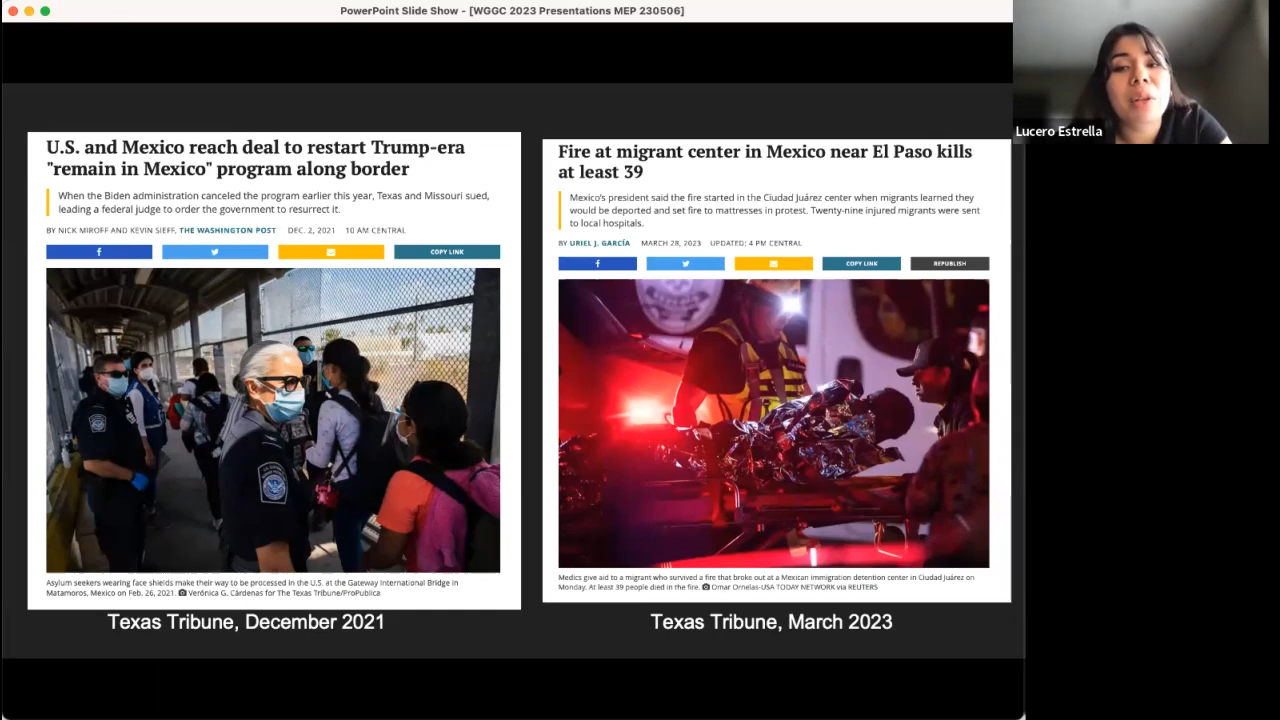 PowerPoint Slide Show - [WGGC 2023 Presentations MEP 230506]
Lucero Estrella
U.S. and Mexico reach deal to restart Trump-era
"remain in Mexico" program along border
When the Biden administration canceled the program earlier this year, Texas and Missouri sued,
leading a federal judge to order the government to resurrect it.
BY NICK MIROFF AND KEVIN SIEFF, THE WASHINGTON POST DEC. 2, 2021 10 AM CENTRAL
COPY LINK
Asylum seekers wearing face shields make their way to be processed in the U.S. at the Gateway International Bridge in
Matamoros, Mexico on Feb. 26, 2021. Verónica G. Cárdenas for The Texas Tribune/ProPublica
Texas Tribune, December 2021
Fire at migrant center in Mexico near El Paso kills
at least 39
Mexico's president said the fire started in the Ciudad Juárez center when migrants learned they
would be deported and set fire to mattresses in protest. Twenty-nine injured migrants were sent
to local hospitals.
BY URIEL J. GARCÍA MARCH 28, 2023 UPDATED: 4 PM CENTRAL
COPY LINK REPUBLISH
Medics give aid to a migrant who survived a fire that broke out at a Mexican immigration detention center in Ciudad Juárez on
Monday. At least 39 people died in the fire. Omar Ornelas-USA TODAY NETWORK via REUTERS
Texas Tribune, March 2023